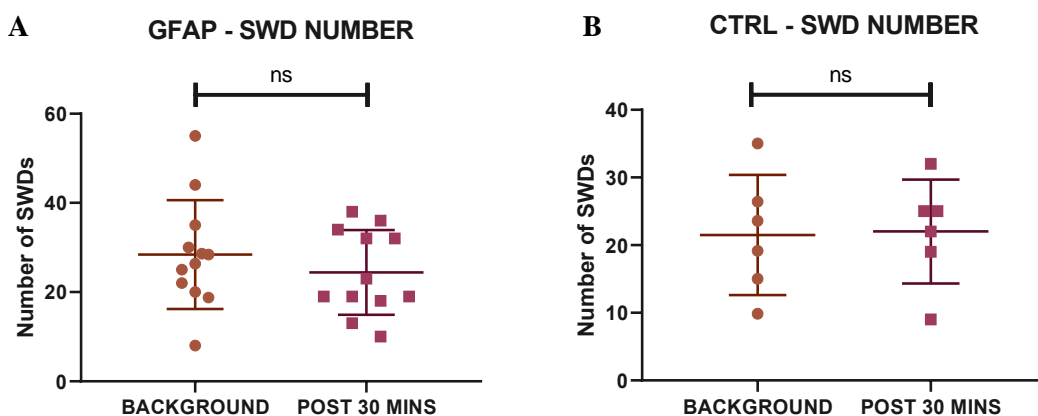 A
GFAP - SWD NUMBER
ns
Number of SWDs
60
40
20
0
BACKGROUND
POST 30 MINS
B
CTRL - SWD NUMBER
ns
Number of SWDs
40
30
20
10
0
BACKGROUND
POST 30 MINS